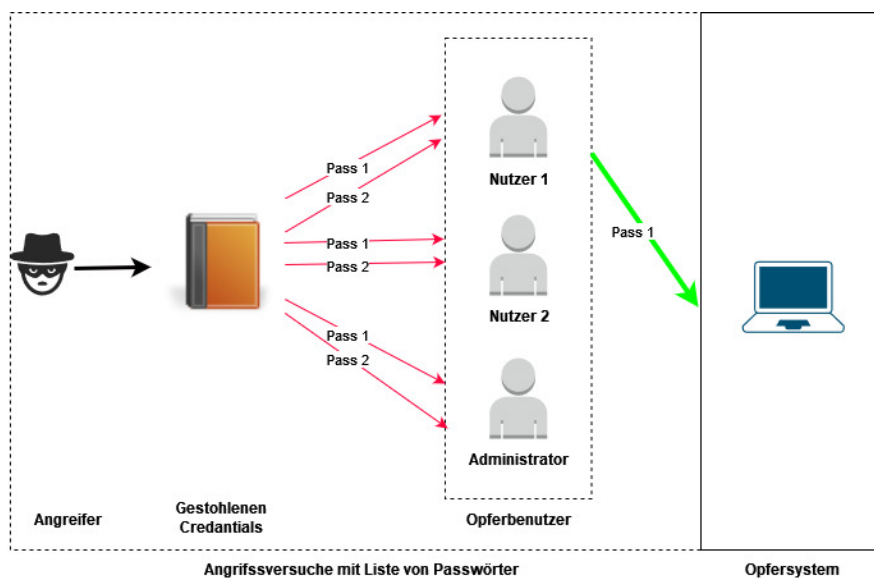 Pass 1
Pass 2
Nutzer 1
Pass 1
Pass 1
Pass 2
Nutzer 2
Pass 1
Pass 2
Administrator
Angreifer
Gestohlenen
Credantials
Opferbenutzer
Angrifssversuche mit Liste von Passwörter
Opfersystem